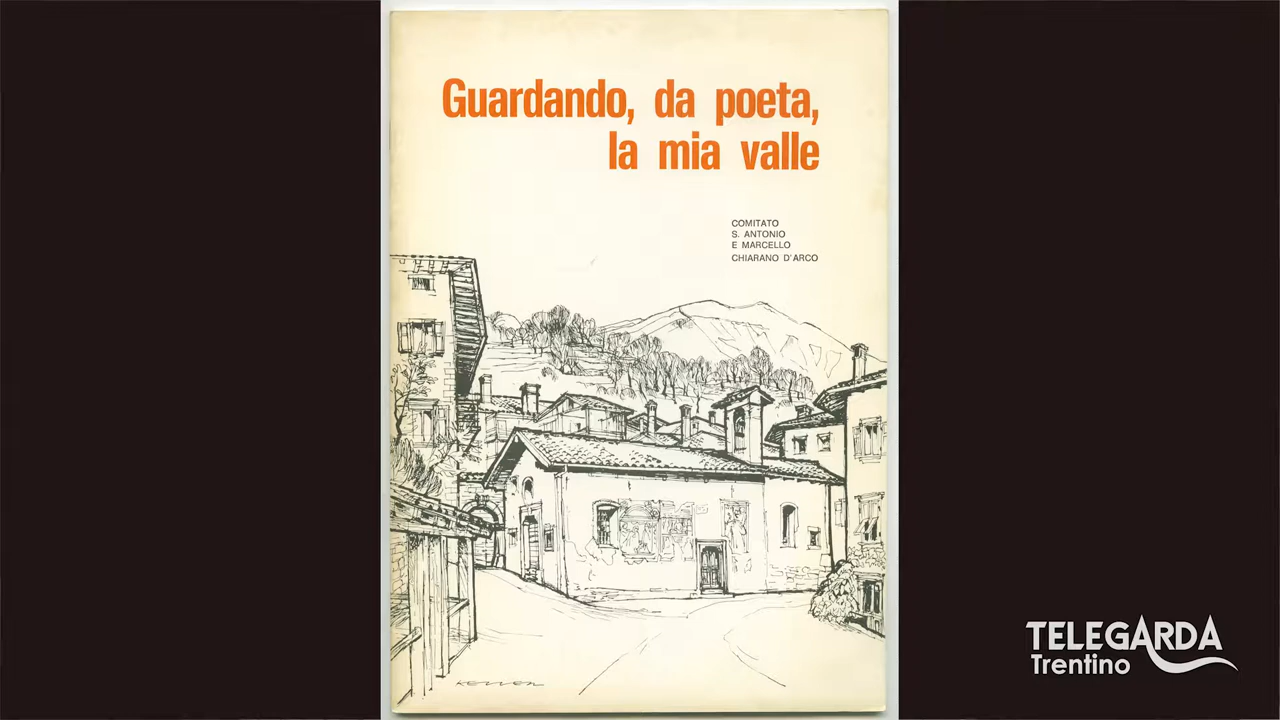 Guardando, da poeta,
la mia valle
COMITATO
S. ANTONIO
E MARCELLO
CHIARANO D'ARCO
TELEGARDA
Trentino